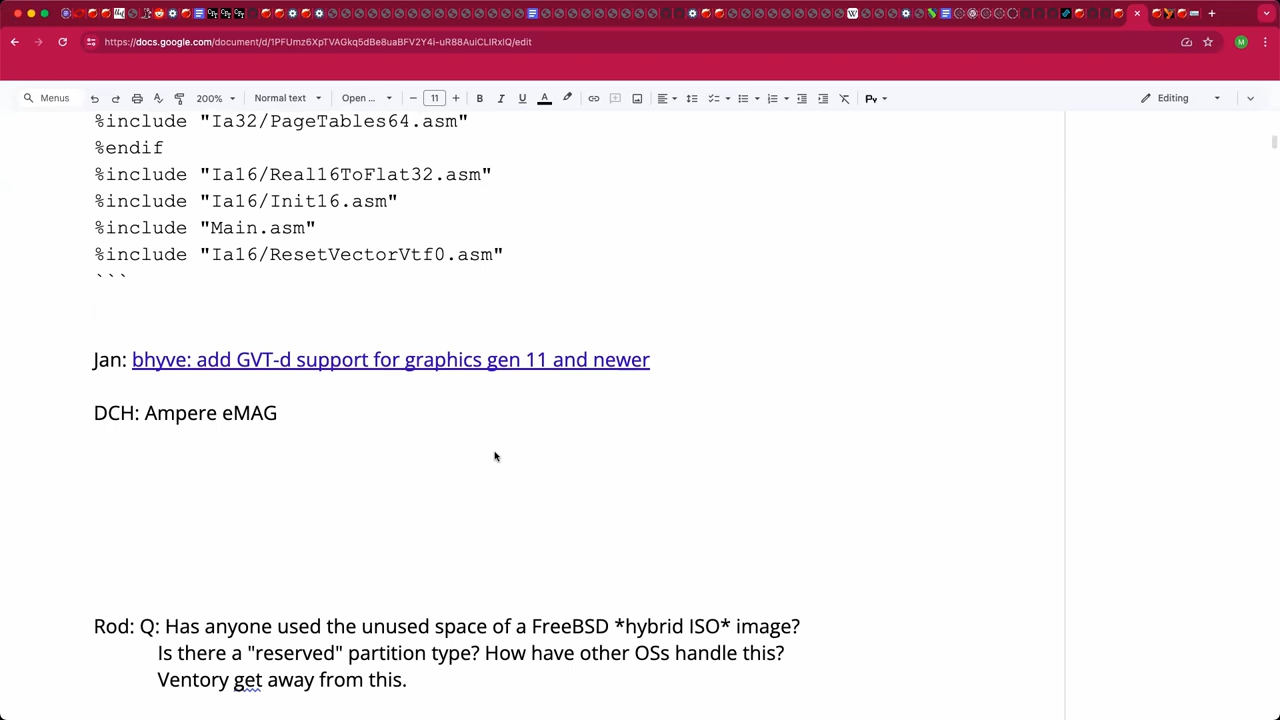 https://docs.google.com/document/d/1PFUmz6XpTVAGkq5dBe8uaBFV2Y4i-uR88AuiCLIRxIQ/edit
M
Menus
200%
Normal text
Open ...
11
Editing
%include "Ia32/PageTables64.asm"
%endif
%include "Ia16/Real16ToFlat32.asm"
%include "Ia16/Init16.asm"
%include "Main.asm"
%include "Ia16/ResetVectorVtf0.asm"
```
Jan: bhyve: add GVT-d support for graphics gen 11 and newer
DCH: Ampere eMAG
Rod: Q: Has anyone used the unused space of a FreeBSD *hybrid ISO* image?
Is there a "reserved" partition type? How have other OSs handle this?
Ventory get away from this.